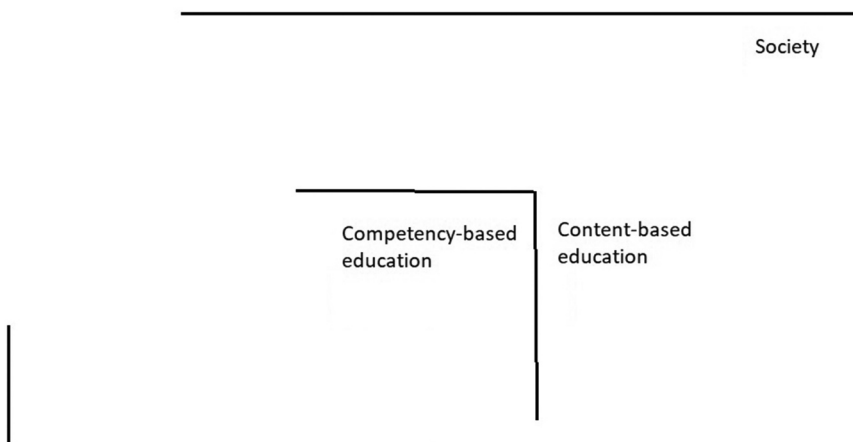 Society
Competency-based
education
Content-based
education